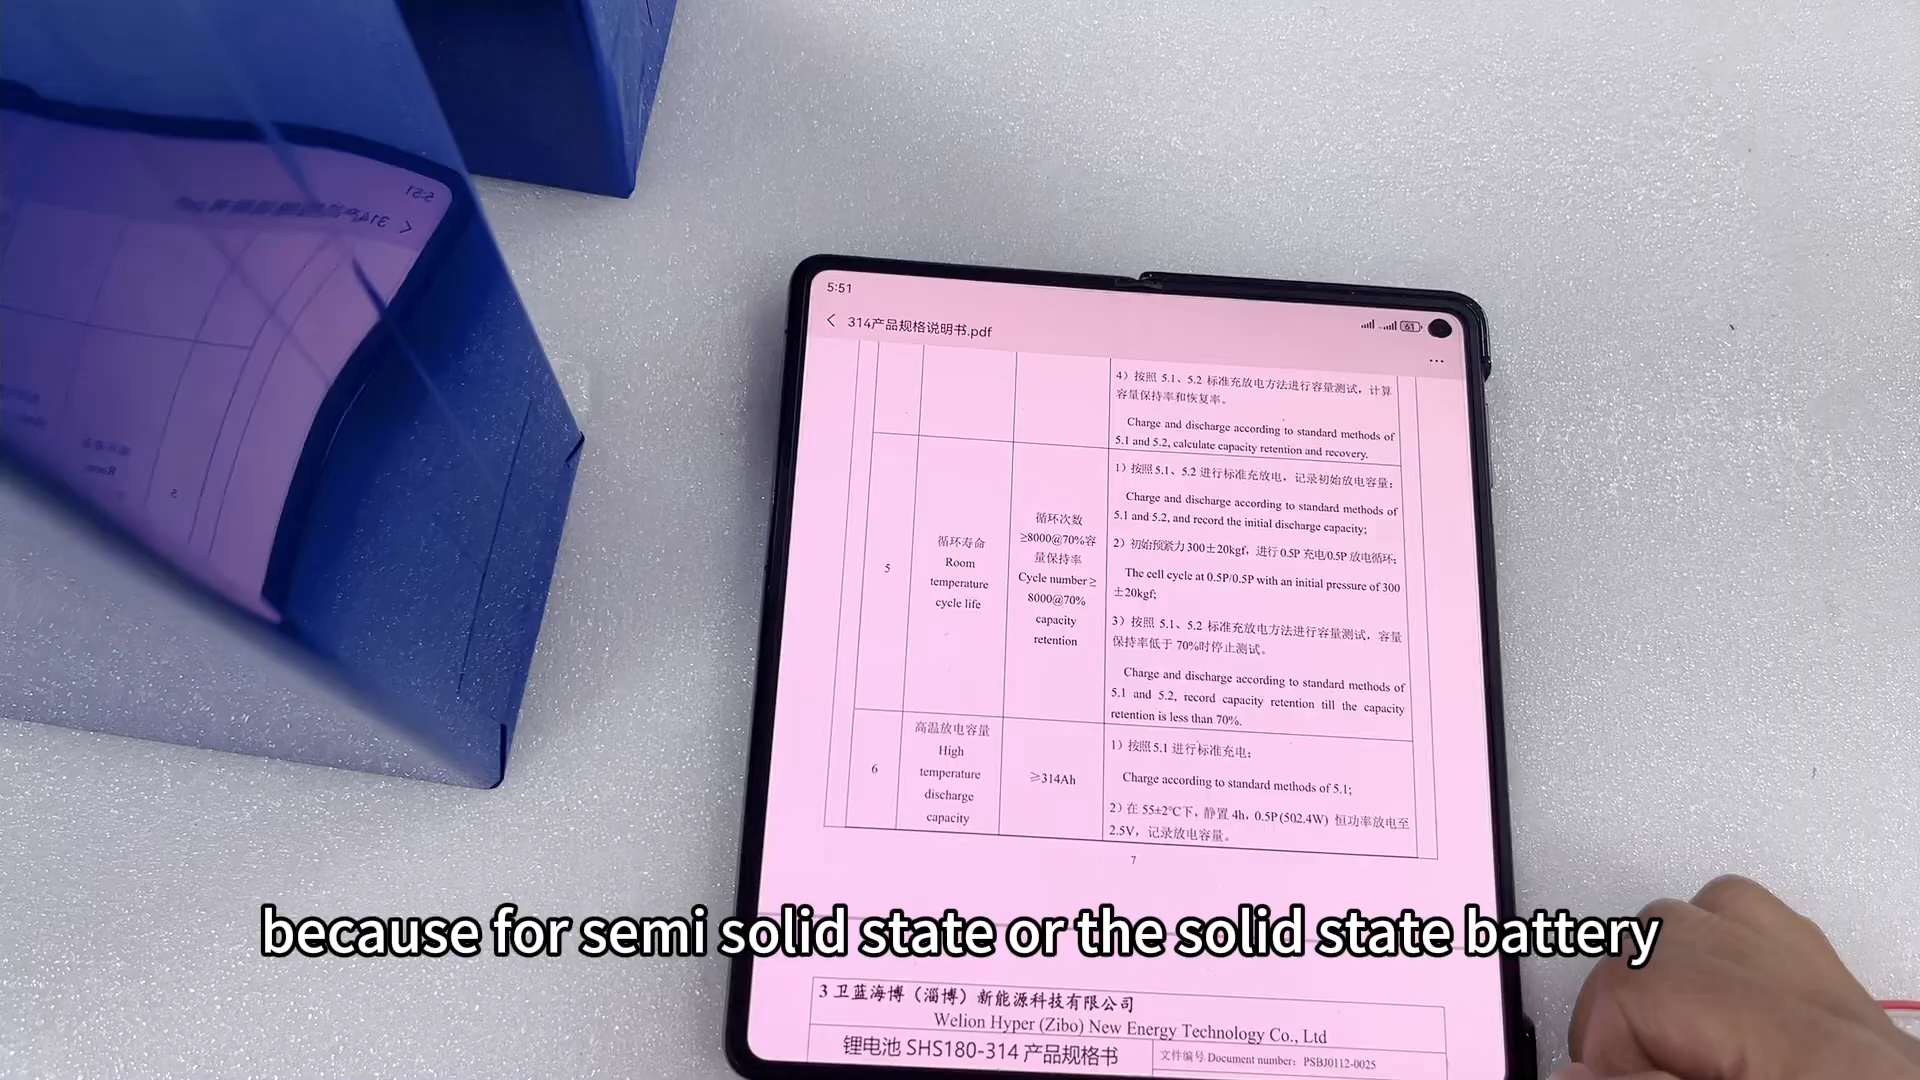 5:51
314产品规格说明书.pdf
61
4）按照 5.1、5.2 标准充放电方法进行容量测试，计算
容量保持率和恢复率。
Charge and discharge according to standard methods of
5.1 and 5.2, calculate capacity retention and recovery.
5
循环寿命
Room
temperature
cycle life
循环次数
≥8000@70%容
量保持率
Cycle number ≥
8000@70%
capacity
retention
1）按照 5.1、5.2 进行标准充放电，记录初始放电容量；
Charge and discharge according to standard methods of
5.1 and 5.2, and record the initial discharge capacity;
2）初始预紧力 300±20kgf，进行 0.5P 充电/0.5P 放电循环；
The cell cycle at 0.5P/0.5P with an initial pressure of 300
±20kgf;
3）按照 5.1、5.2 标准充放电方法进行容量测试，容量
保持率低于 70%时停止测试。
Charge and discharge according to standard methods of
5.1 and 5.2, record capacity retention till the capacity
retention is less than 70%.
6
高温放电容量
High
temperature
discharge
capacity
≥314Ah
1）按照 5.1 进行标准充电；
Charge according to standard methods of 5.1;
2）在 55±2℃下，静置 4h，0.5P (502.4W) 恒功率放电至
2.5V，记录放电容量。
7
because for semi solid state or the solid state battery
3 卫蓝海博（淄博）新能源科技有限公司
Welion Hyper (Zibo) New Energy Technology Co., Ltd
锂电池 SHS180-314 产品规格书
文件编号 Document number：PSBJ0112-0025